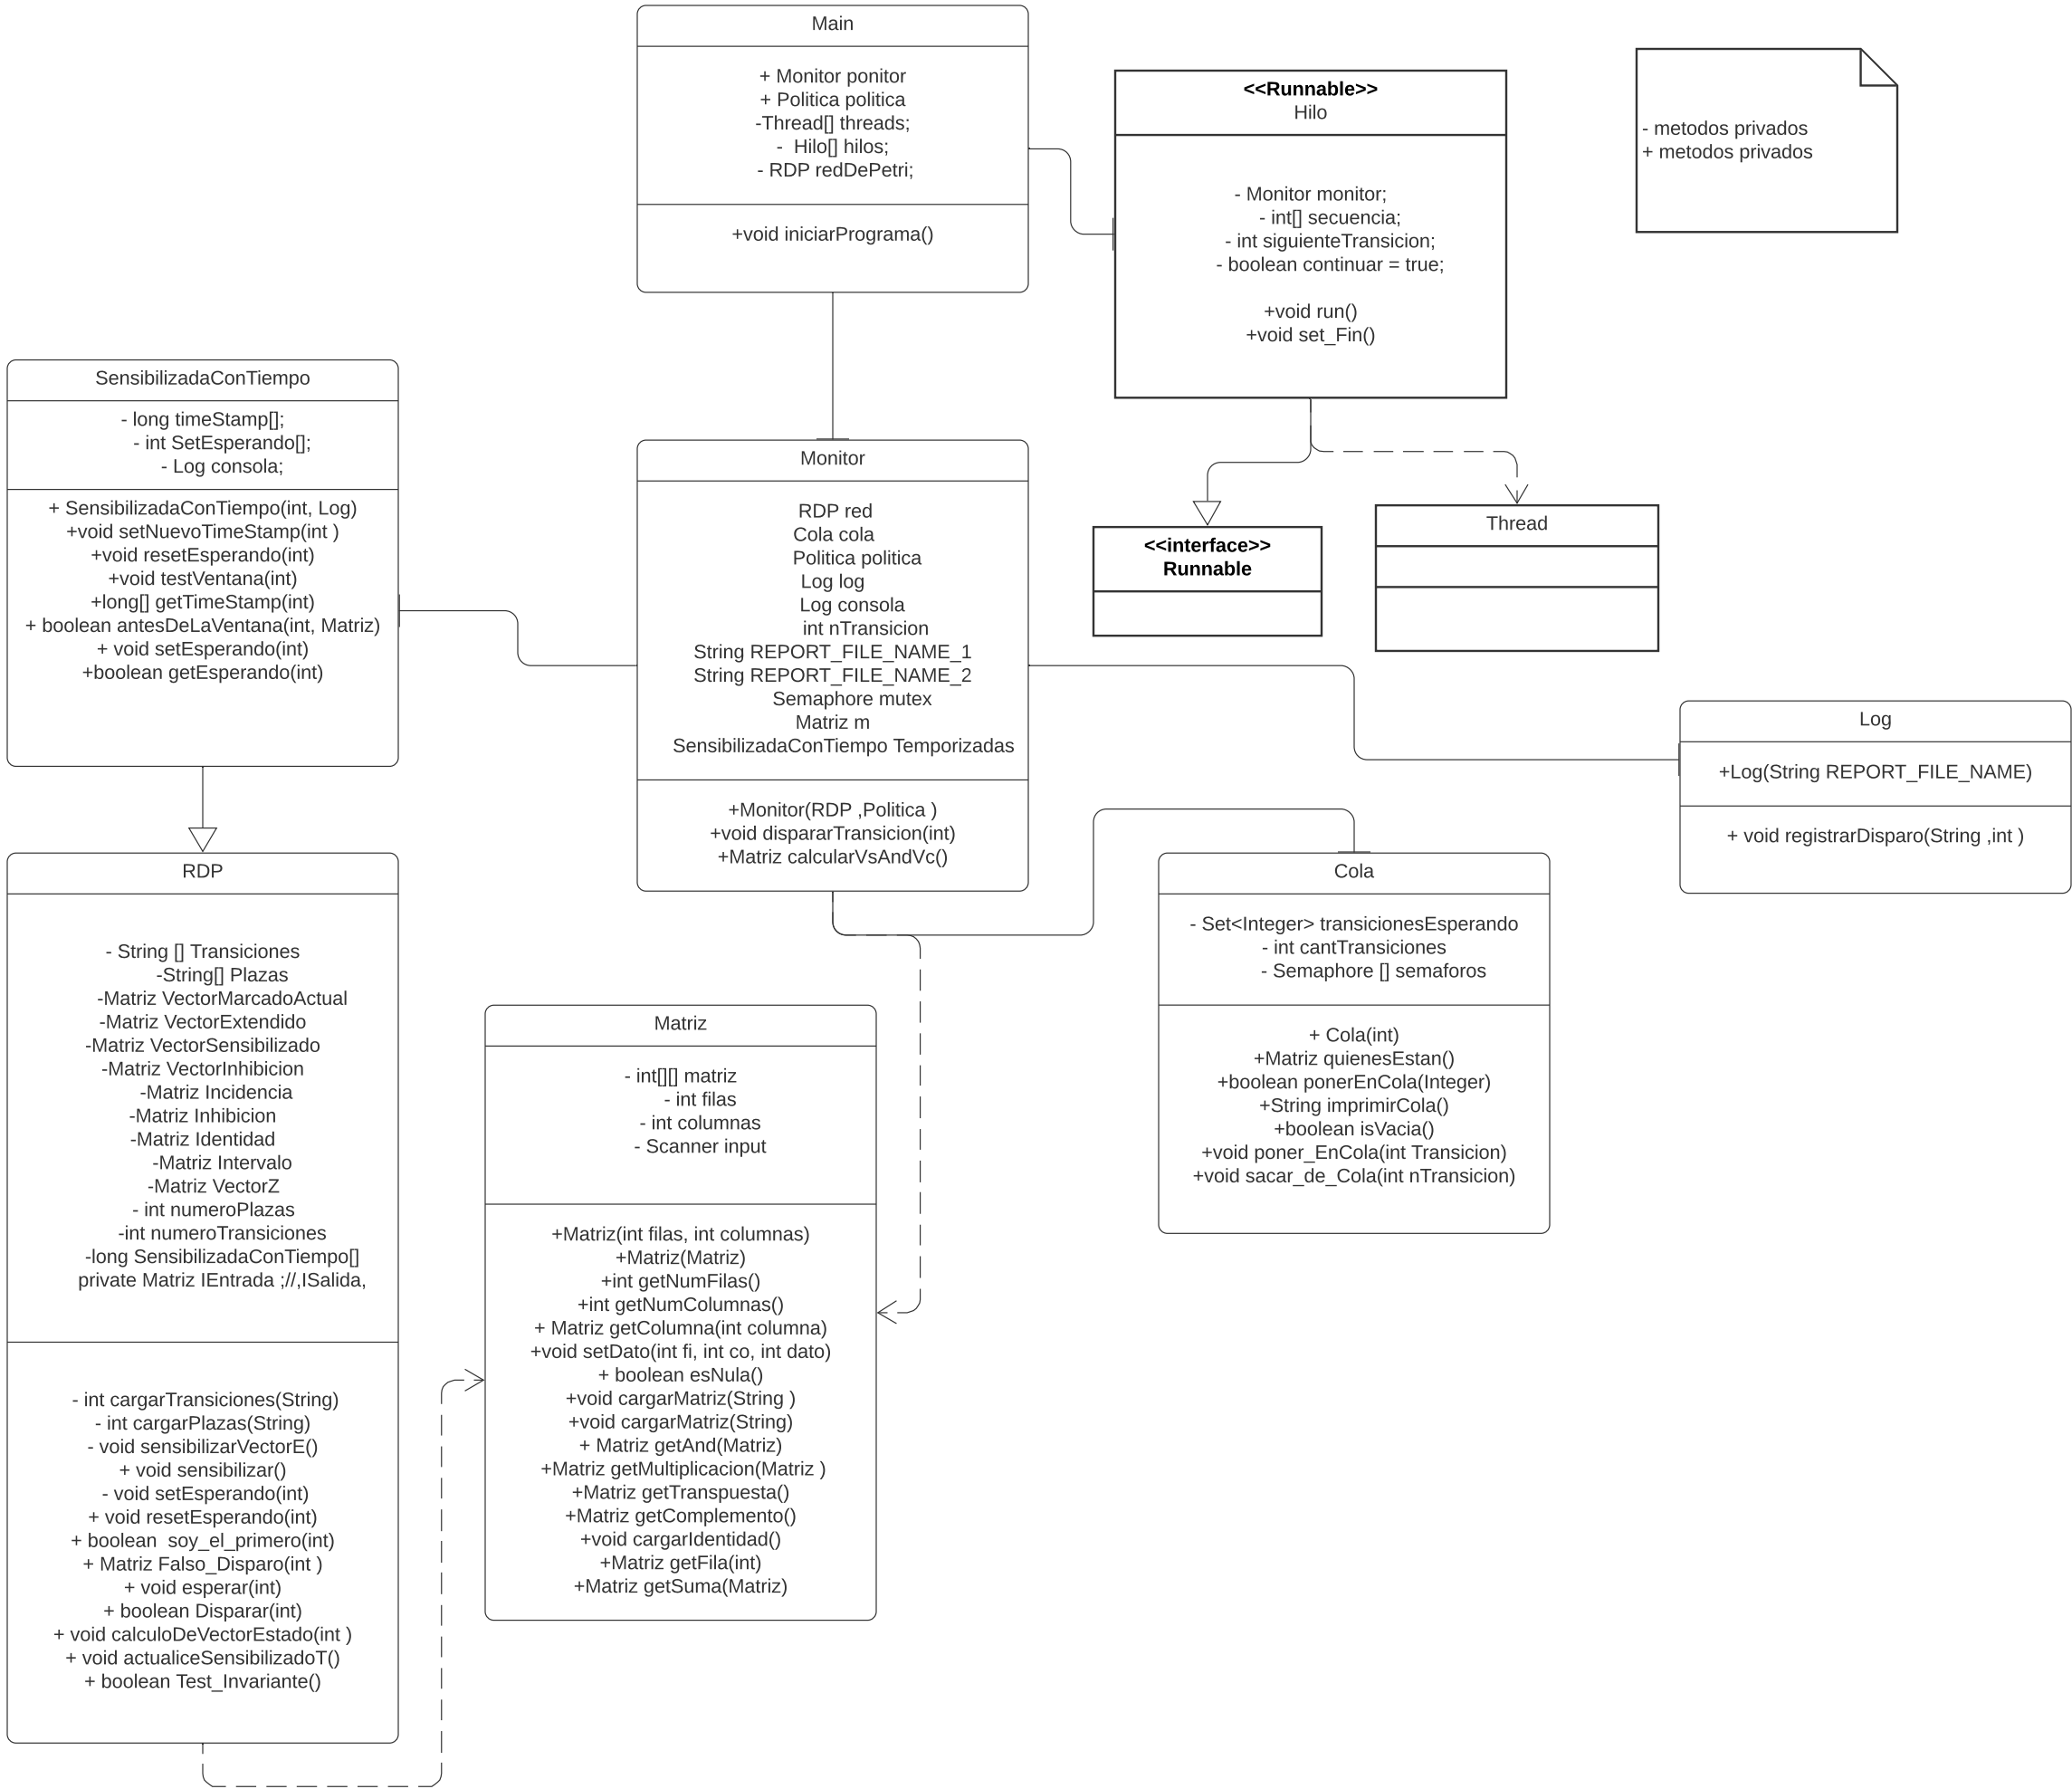 Main
+ Monitor ponitor
+ Politica politica
-Thread[] threads;
-  Hilo[] hilos;
- RDP redDePetri;
+void iniciarPrograma()
<<Runnable>>
Hilo
- Monitor monitor;
- int[] secuencia;
- int siguienteTransicion;
- boolean continuar = true;
+void run()
+void set_Fin()
- metodos privados
+ metodos privados
SensibilizadaConTiempo
- long timeStamp[];
- int SetEsperando[];
- Log consola;
+ SensibilizadaConTiempo(int, Log)
+void setNuevoTimeStamp(int )
+void resetEsperando(int)
+void testVentana(int)
+long[] getTimeStamp(int)
+ boolean antesDeLaVentana(int, Matriz)
+ void setEsperando(int)
+boolean getEsperando(int)
Monitor
RDP red
Cola cola
Politica politica
Log log
Log consola
int nTransicion
String REPORT_FILE_NAME_1
String REPORT_FILE_NAME_2
Semaphore mutex
Matriz m
SensibilizadaConTiempo Temporizadas
+Monitor(RDP ,Politica )
+void dispararTransicion(int)
+Matriz calcularVsAndVc()
<<interface>>
Runnable
Thread
Log
+Log(String REPORT_FILE_NAME)
+ void registrarDisparo(String ,int )
RDP
- String [] Transiciones
-String[] Plazas
-Matriz VectorMarcadoActual
-Matriz VectorExtendido
-Matriz VectorSensibilizado
-Matriz VectorInhibicion
-Matriz Incidencia
-Matriz Inhibicion
-Matriz Identidad
-Matriz Intervalo
-Matriz VectorZ
- int numeroPlazas
-int numeroTransiciones
-long SensibilizadaConTiempo[]
private Matriz IEntrada ;//,ISalida,
- int cargarTransiciones(String)
- int cargarPlazas(String)
- void sensibilizarVectorE()
+ void sensibilizar()
- void setEsperando(int)
+ void resetEsperando(int)
+ boolean  soy_el_primero(int)
+ Matriz Falso_Disparo(int )
+ void esperar(int)
+ boolean Disparar(int)
+ void calculoDeVectorEstado(int )
+ void actualiceSensibilizadoT()
+ boolean Test_Invariante()
Matriz
- int[][] matriz
- int filas
- int columnas
- Scanner input
+Matriz(int filas, int columnas)
+Matriz(Matriz)
+int getNumFilas()
+int getNumColumnas()
+ Matriz getColumna(int columna)
+void setDato(int fi, int co, int dato)
+ boolean esNula()
+void cargarMatriz(String )
+void cargarMatriz(String)
+ Matriz getAnd(Matriz)
+Matriz getMultiplicacion(Matriz )
+Matriz getTranspuesta()
+Matriz getComplemento()
+void cargarIdentidad()
+Matriz getFila(int)
+Matriz getSuma(Matriz)
Cola
- Set<Integer> transicionesEsperando
- int cantTransiciones
- Semaphore [] semaforos
+ Cola(int)
+Matriz quienesEstan()
+boolean ponerEnCola(Integer)
+String imprimirCola()
+boolean isVacia()
+void poner_EnCola(int Transicion)
+void sacar_de_Cola(int nTransicion)